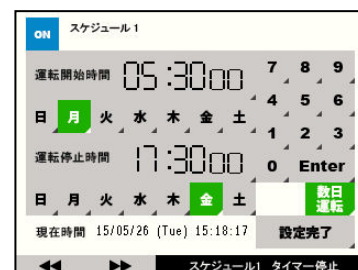 ON スケジュール 1
運転開始時間 05:3000
7 8 9
4 5 6
日 月 火 水 木 金 土
1 2 3
運転停止時間 17:3000
0 Enter
日 月 火 水 木 金 土
数日
運転
現在時間 15/05/26 (Tue) 15:18:17
設定完了
スケジュール1 タイマー停止